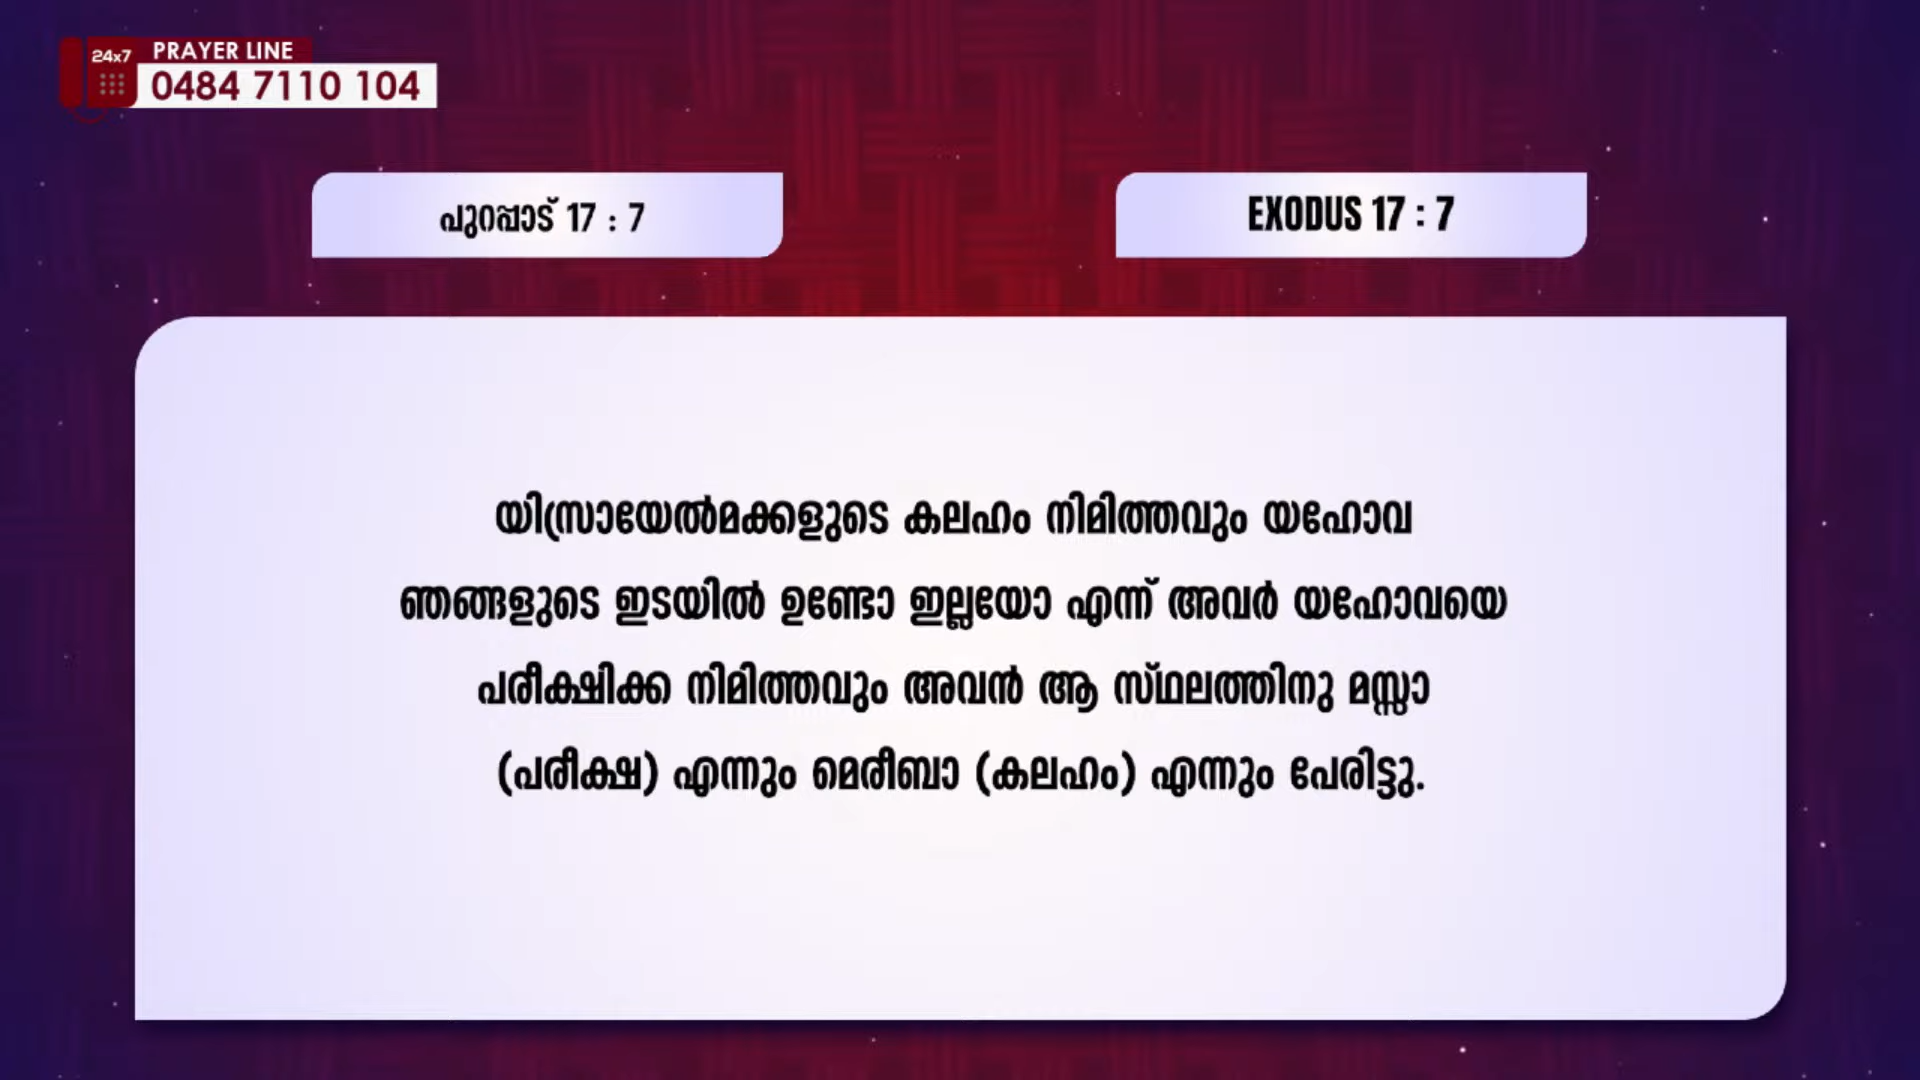 24x7 PRAYER LINE
0484 7110 104
പുറപ്പാട് 17 : 7
EXODUS 17 : 7
യിസ്രായേൽമക്കളുടെ കലഹം നിമിത്തവും യഹോവ
ഞങ്ങളുടെ ഇടയിൽ ഉണ്ടോ ഇല്ലയോ എന്ന് അവർ യഹോവയെ
പരീക്ഷിക്ക നിമിത്തവും അവൻ ആ സ്ഥലത്തിനു മസ്സാ
(പരീക്ഷ) എന്നും മെരീബാ (കലഹം) എന്നും പേരിട്ടു.